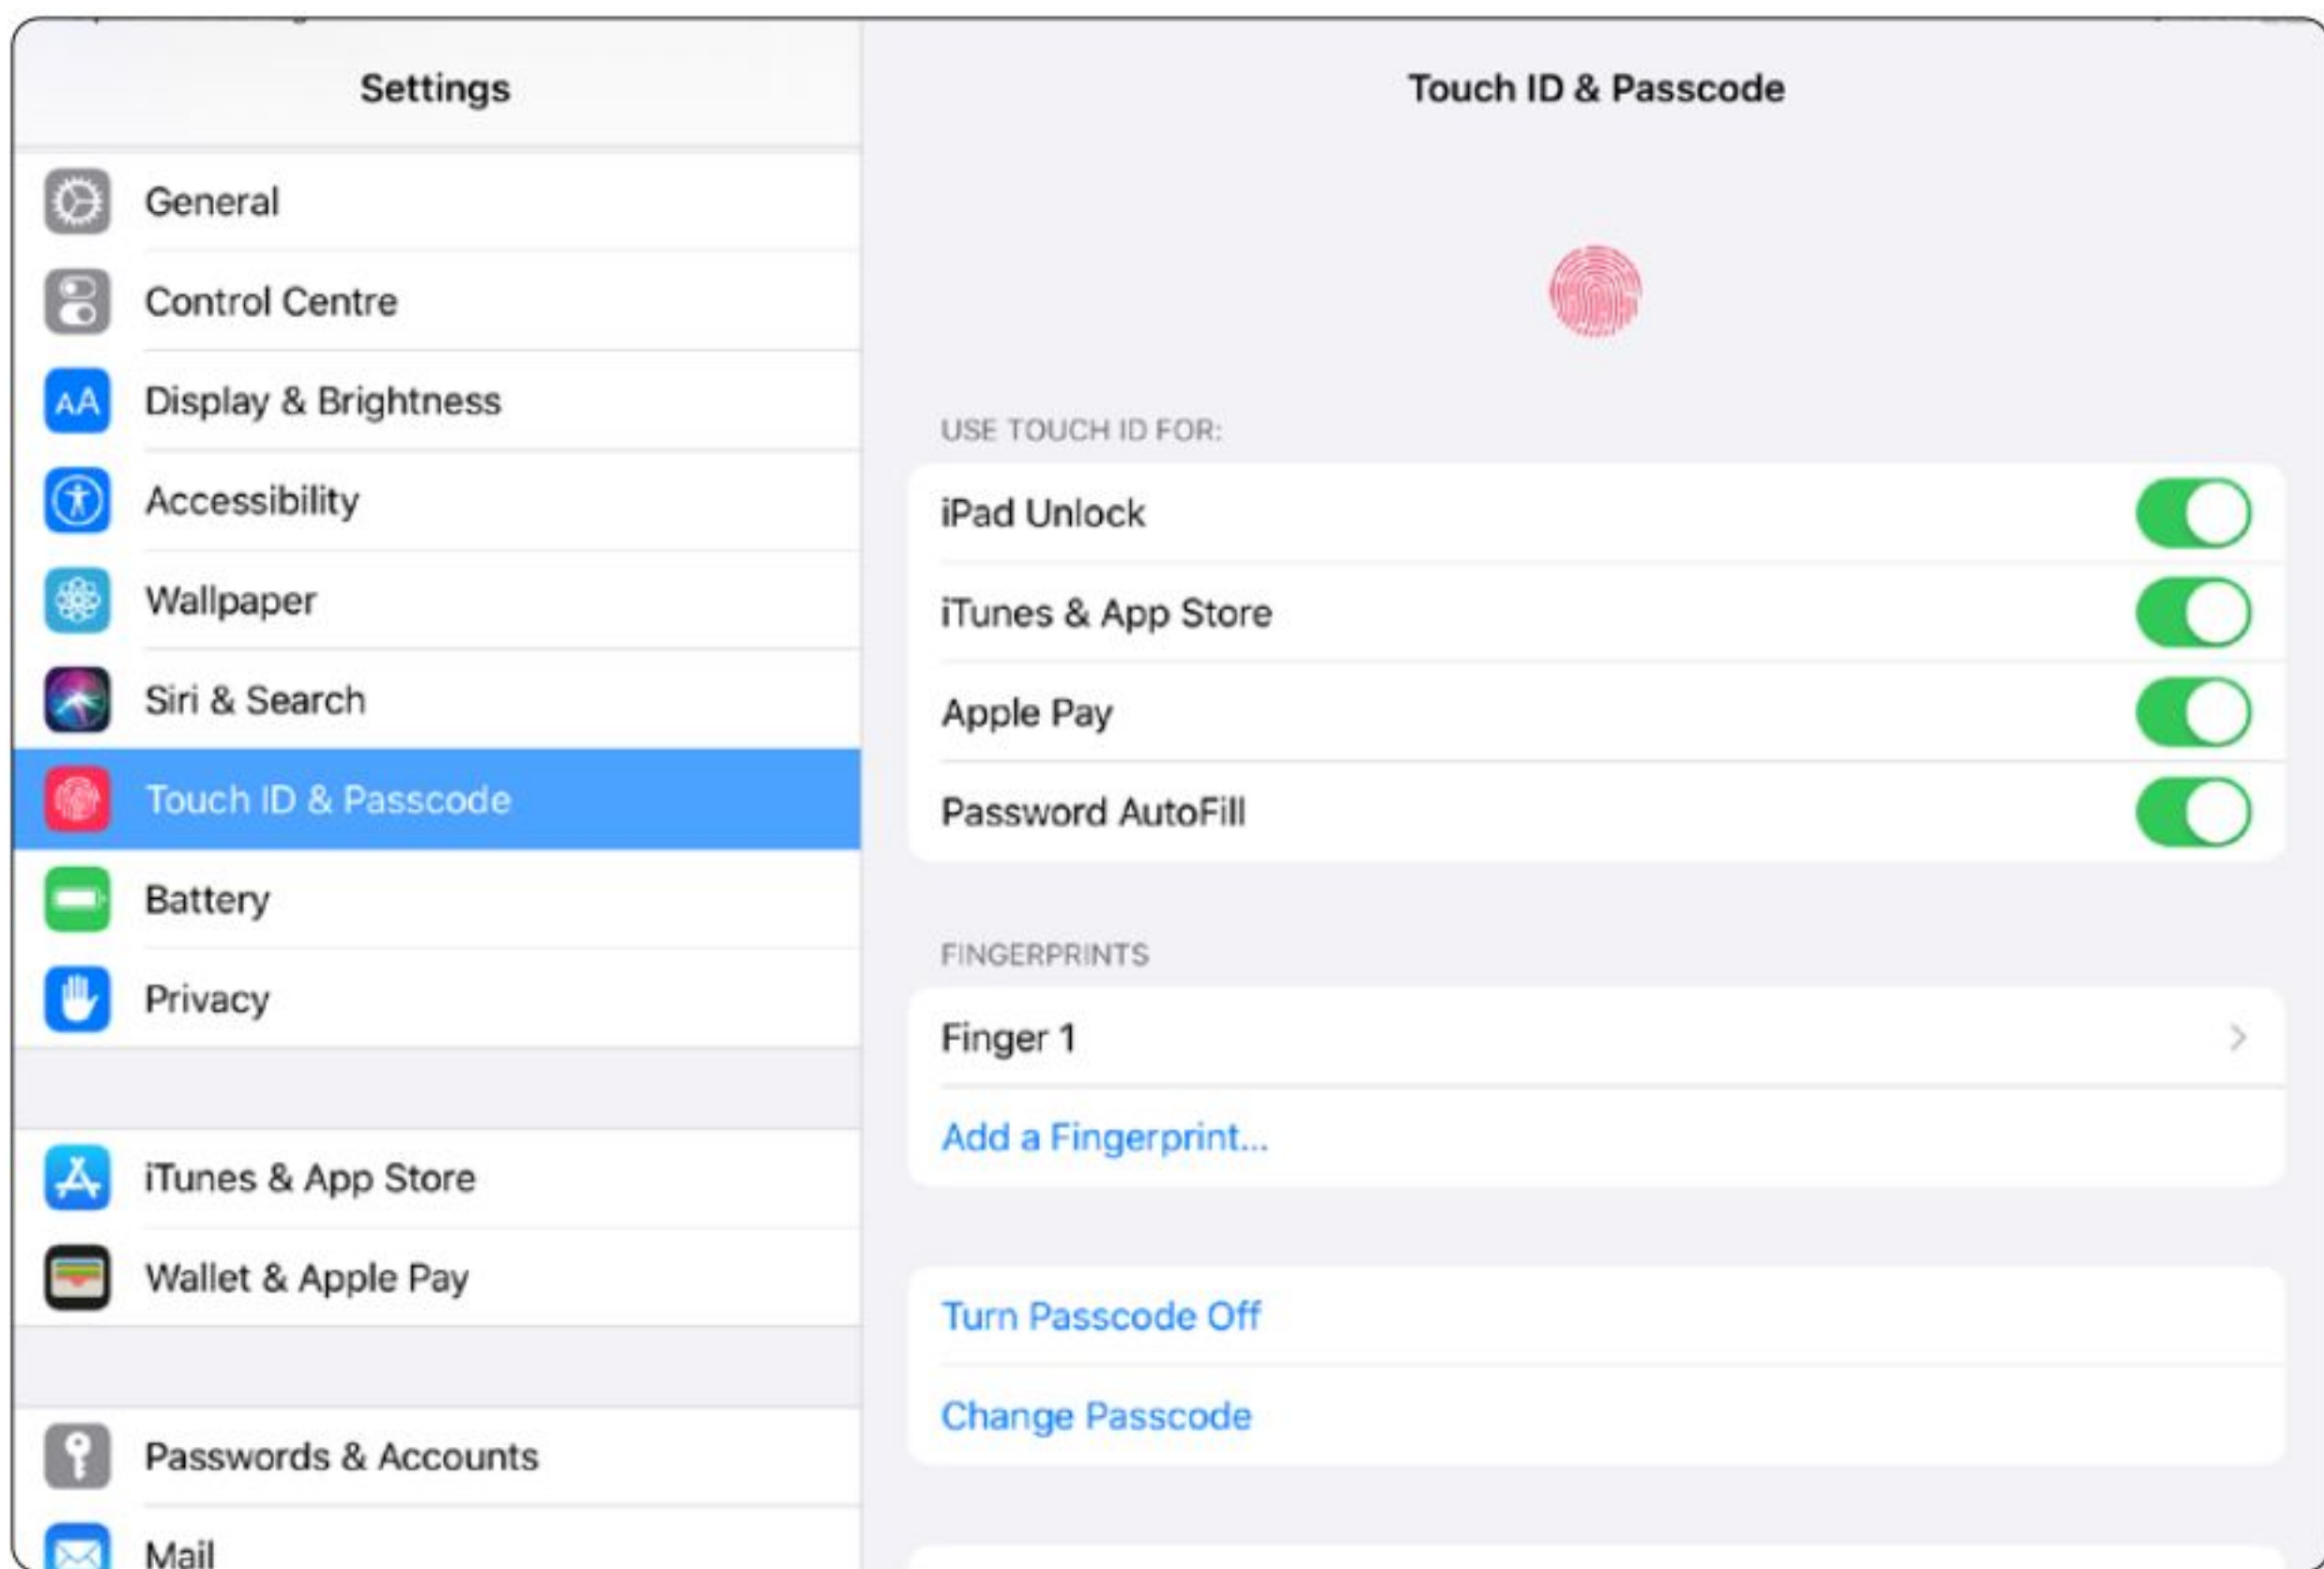 Settings
General
Control Centre
AA Display & Brightness
Accessibility
Wallpaper
Siri & Search
Touch ID & Passcode
Battery
Privacy
iTunes & App Store
Wallet & Apple Pay
Passwords & Accounts
Mail
Touch ID & Passcode
USE TOUCH ID FOR:
iPad Unlock
iTunes & App Store
Apple Pay
Password AutoFill
FINGERPRINTS
Finger 1
Add a Fingerprint...
Turn Passcode Off
Change Passcode